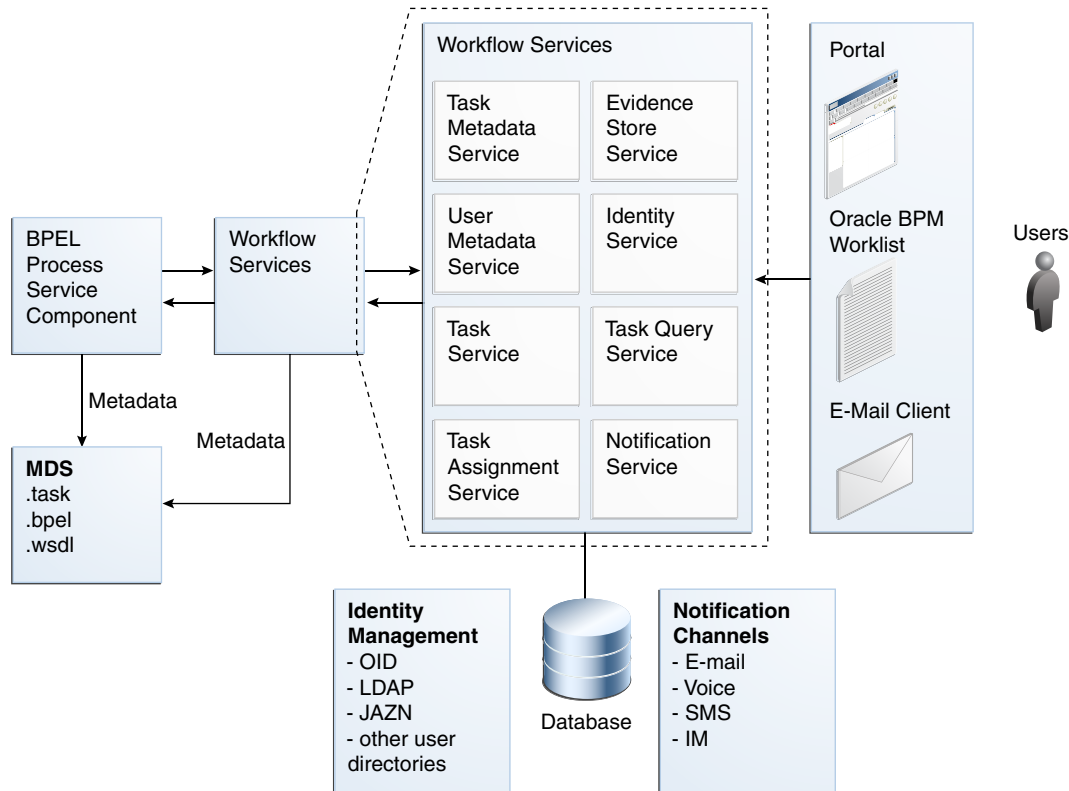 BPEL
Process
Service
Component
Metadata
MDS
.task
.bpel
.wsdl
Workflow
Services
Metadata
Workflow Services
Task
Metadata
Service
Evidence
Store
Service
User
Metadata
Service
Identity
Service
Task
Service
Task Query
Service
Task
Assignment
Service
Notification
Service
Portal
Oracle BPM
Worklist
E-Mail Client
Users
Identity
Management
- OID
- LDAP
- JAZN
- other user
directories
Database
Notification
Channels
- E-mail
- Voice
- SMS
- IM